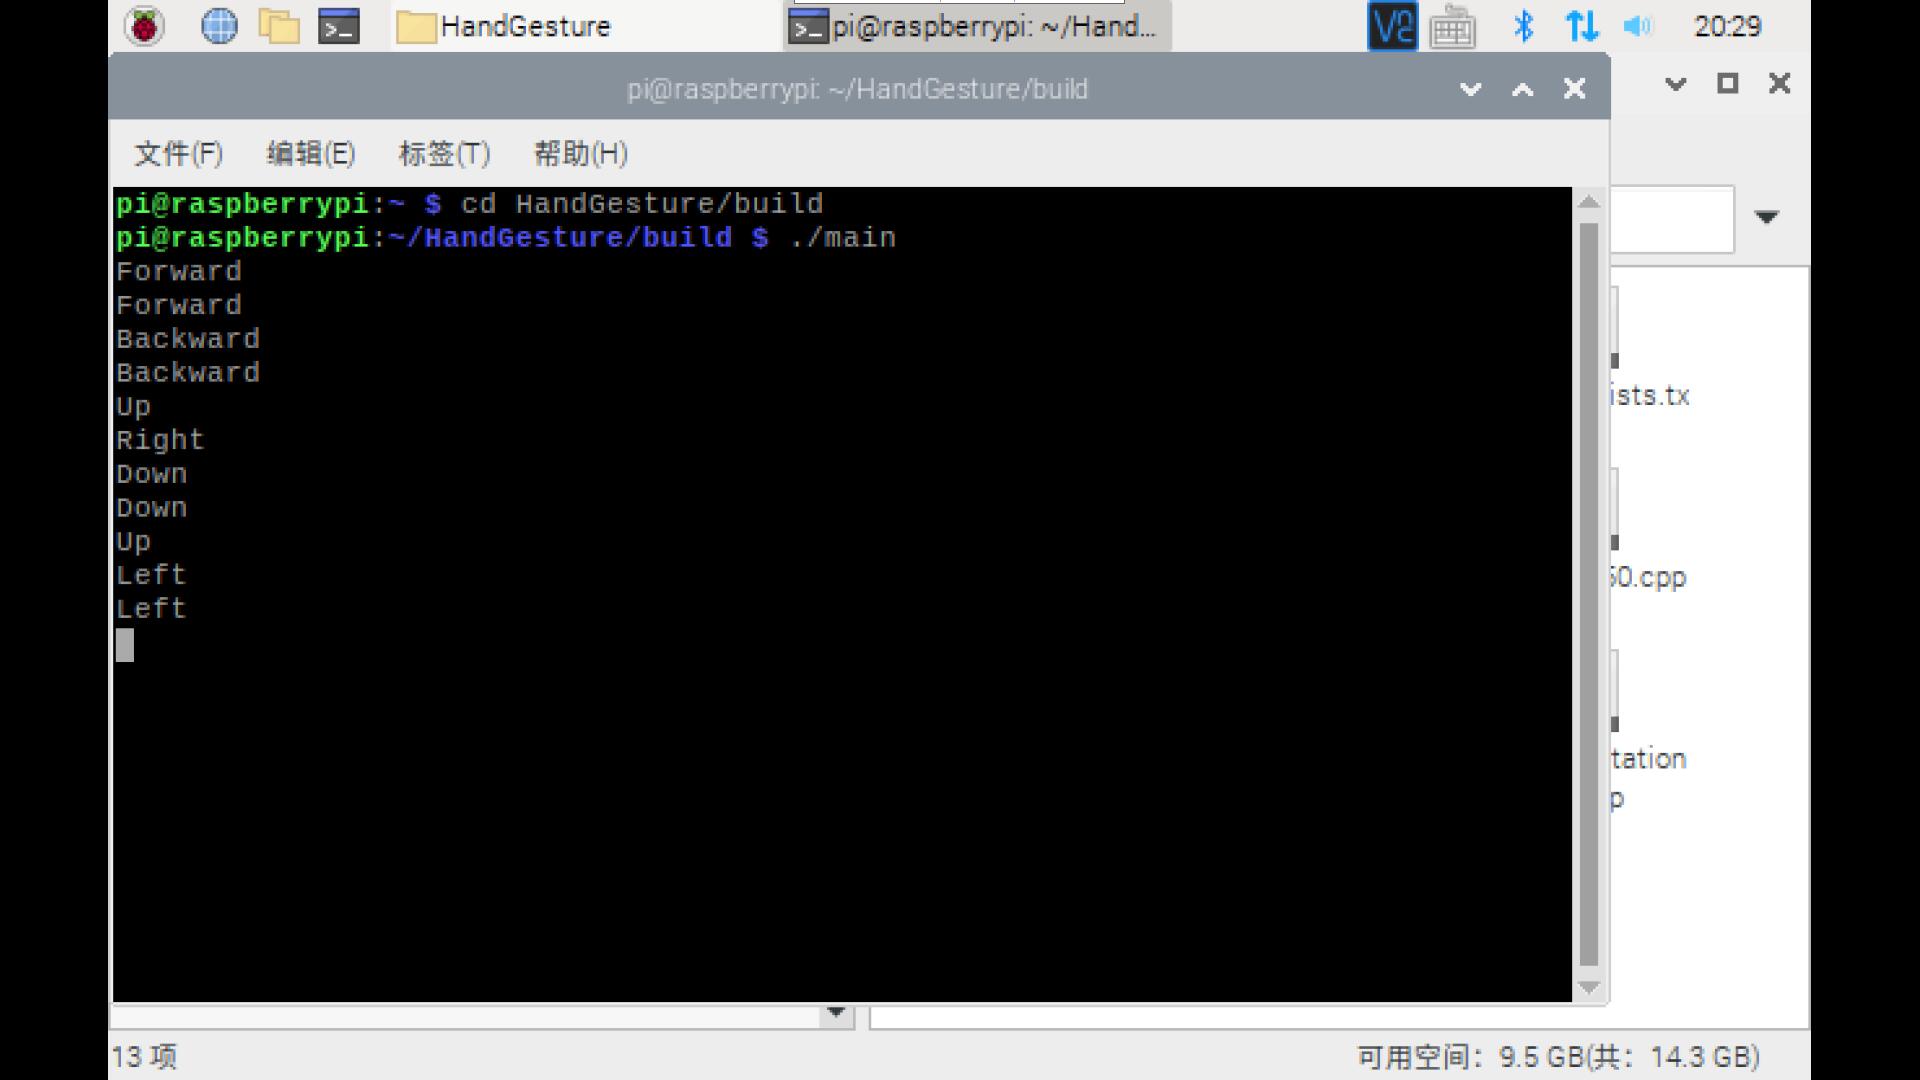 HandGesture
pi@raspberrypi: ~/Hand...
20:29
pi@raspberrypi: ~/HandGesture/build
文件(F) 编辑(E) 标签(T) 帮助(H)
pi@raspberrypi:~ $ cd HandGesture/build
pi@raspberrypi:~/HandGesture/build $ ./main
Forward
Forward
Backward
Backward
Up
Right
Down
Down
Up
Left
Left
ists.tx
50.cpp
tation
p
13 项
可用空间：9.5 GB(共：14.3 GB)